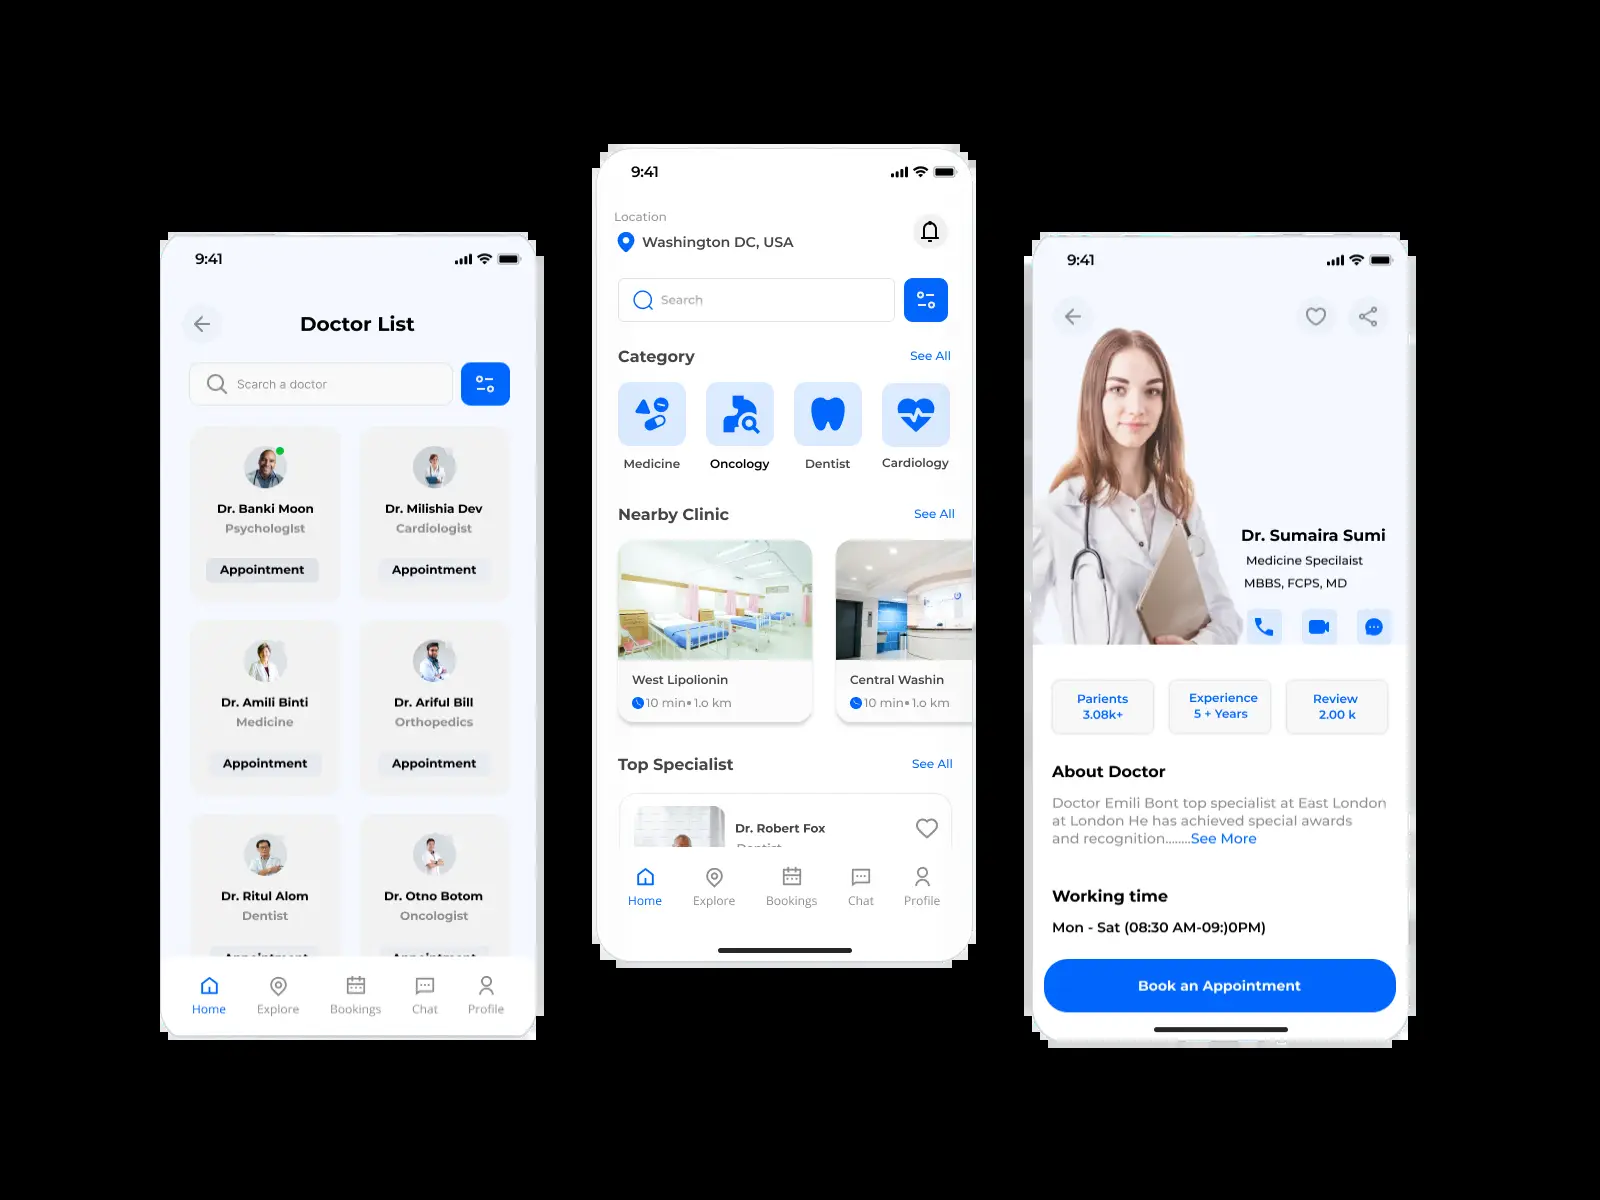 9:41
Doctor List
Scarch a doctor
Dr. Banki Moon
Psychologist
Appointment
Dr. Milishia Dev
Cardiologist
Appointment
Dr. Amili Binti
Medicine
Appointment
Dr. Ariful Bill
Orthopedics
Appointment
Dr. Ritul Alom
Dentist
Appointment
Dr. Otno Botom
Oncologist
Appointment
Home
Explore
Bookings
Chat
Profile
9:41
Location
Washington DC, USA
Search
Category
See All
Medicine
Oncology
Dentist
Cardiology
Nearby Clinic
See All
West Lipolionin
10 min•1.o km
Central Washin
10 min•1.o km
Top Specialist
See All
Dr. Robert Fox
Dentist
Home
Explore
Bookings
Chat
Profile
9:41
Dr. Sumaira Sumi
Medicine Specilaist
MBBS, FCPS, MD
Parients
3.08k+
Experience
5 + Years
Review
2.00 k
About Doctor
Doctor Emili Bont top specialist at East London
at London He has achieved special awards
and recognition........See More
Working time
Mon - Sat (08:30 AM-09:)0PM)
Book an Appointment